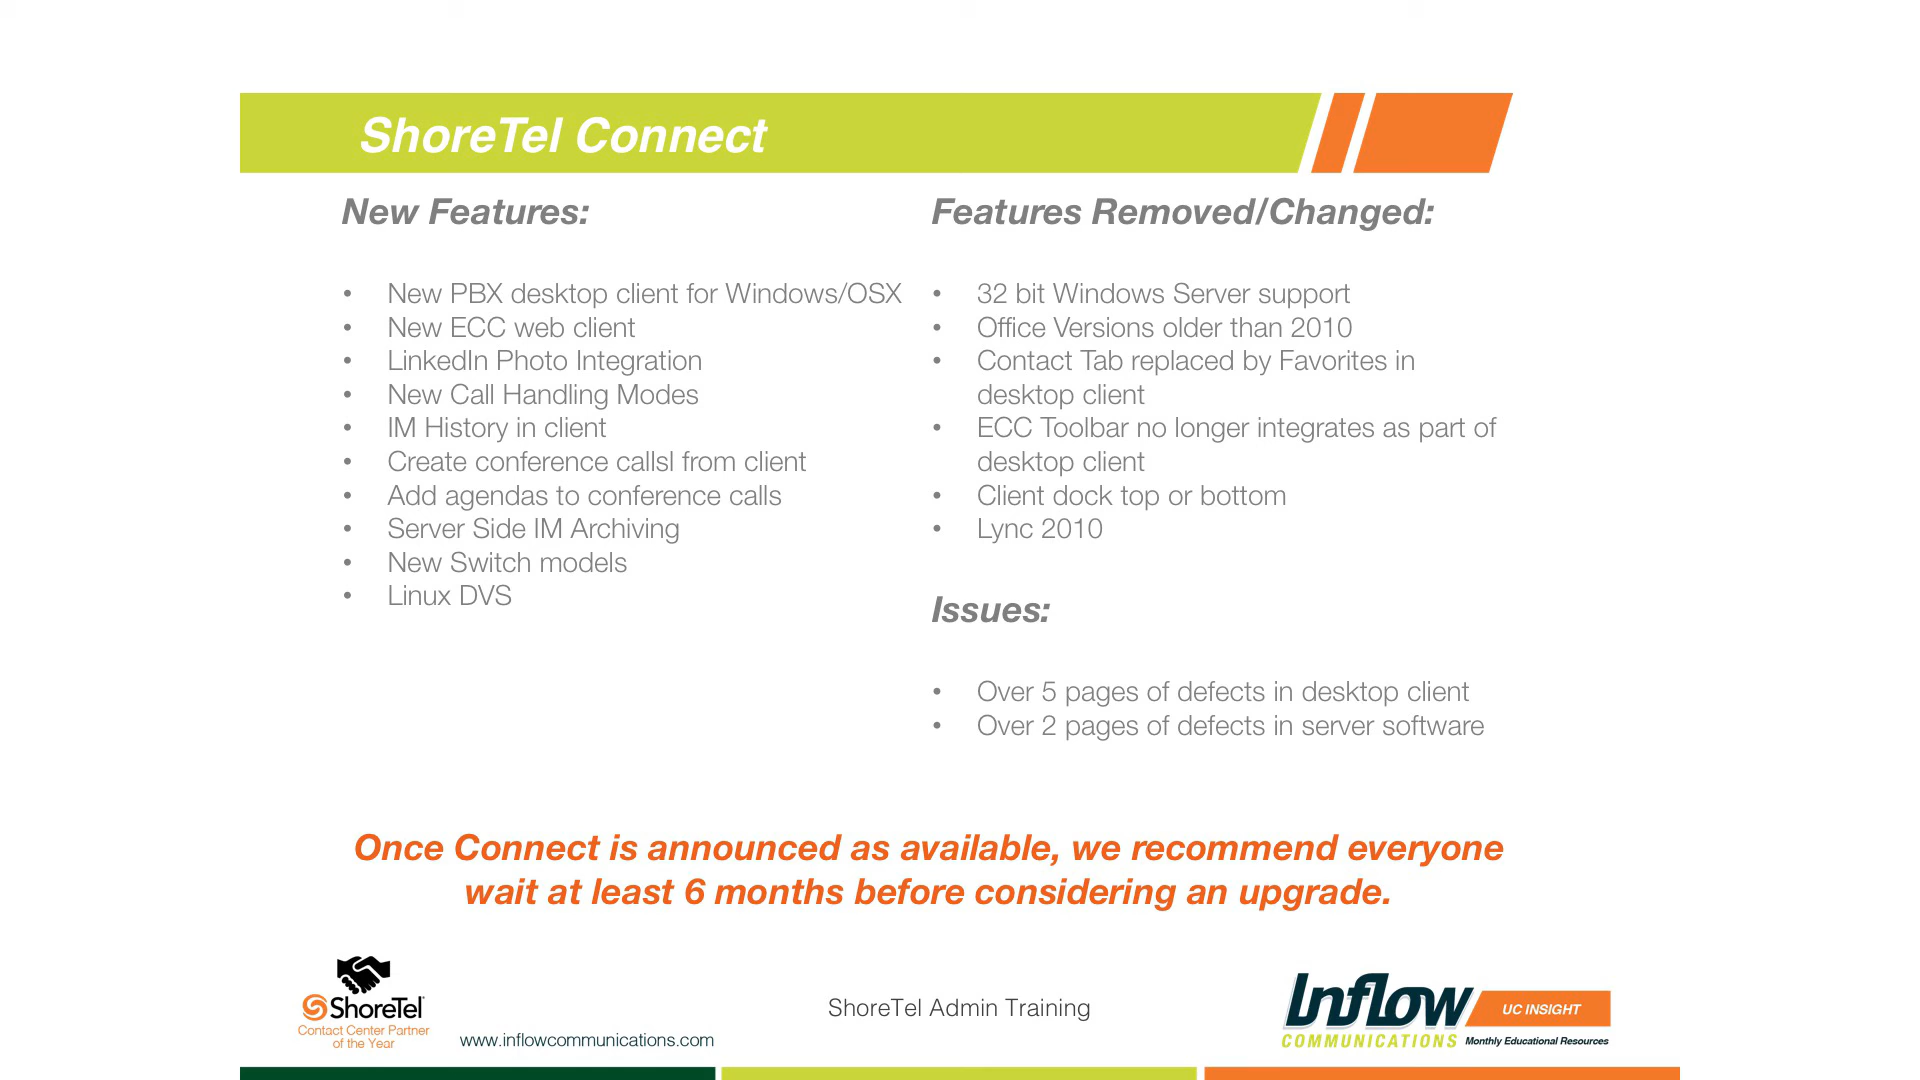 ShoreTel Connect
New Features:
• New PBX desktop client for Windows/OSX
• New ECC web client
• LinkedIn Photo Integration
• New Call Handling Modes
• IM History in client
• Create conference callsl from client
• Add agendas to conference calls
• Server Side IM Archiving
• New Switch models
• Linux DVS
Features Removed/Changed:
• 32 bit Windows Server support
• Office Versions older than 2010
• Contact Tab replaced by Favorites in
desktop client
• ECC Toolbar no longer integrates as part of
desktop client
• Client dock top or bottom
• Lync 2010
Issues:
• Over 5 pages of defects in desktop client
• Over 2 pages of defects in server software
Once Connect is announced as available, we recommend everyone
wait at least 6 months before considering an upgrade.
ShoreTel
Contact Center Partner
of the Year
www.inflowcommunications.com
ShoreTel Admin Training
Inflow
COMMUNICATIONS
UC INSIGHT
Monthly Educational Resources